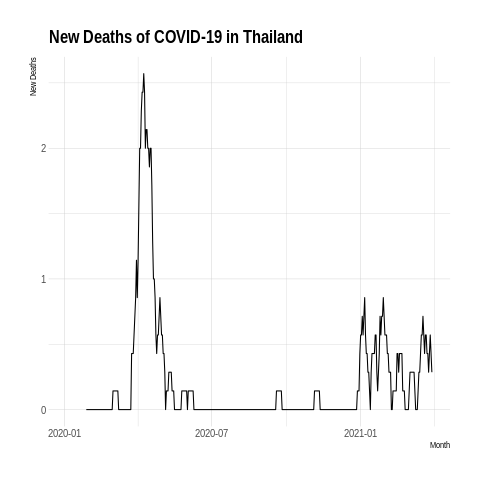 New Deaths of COVID-19 in Thailand
New Deaths
2
1
0
2020-01
2020-07
2021-01
Month